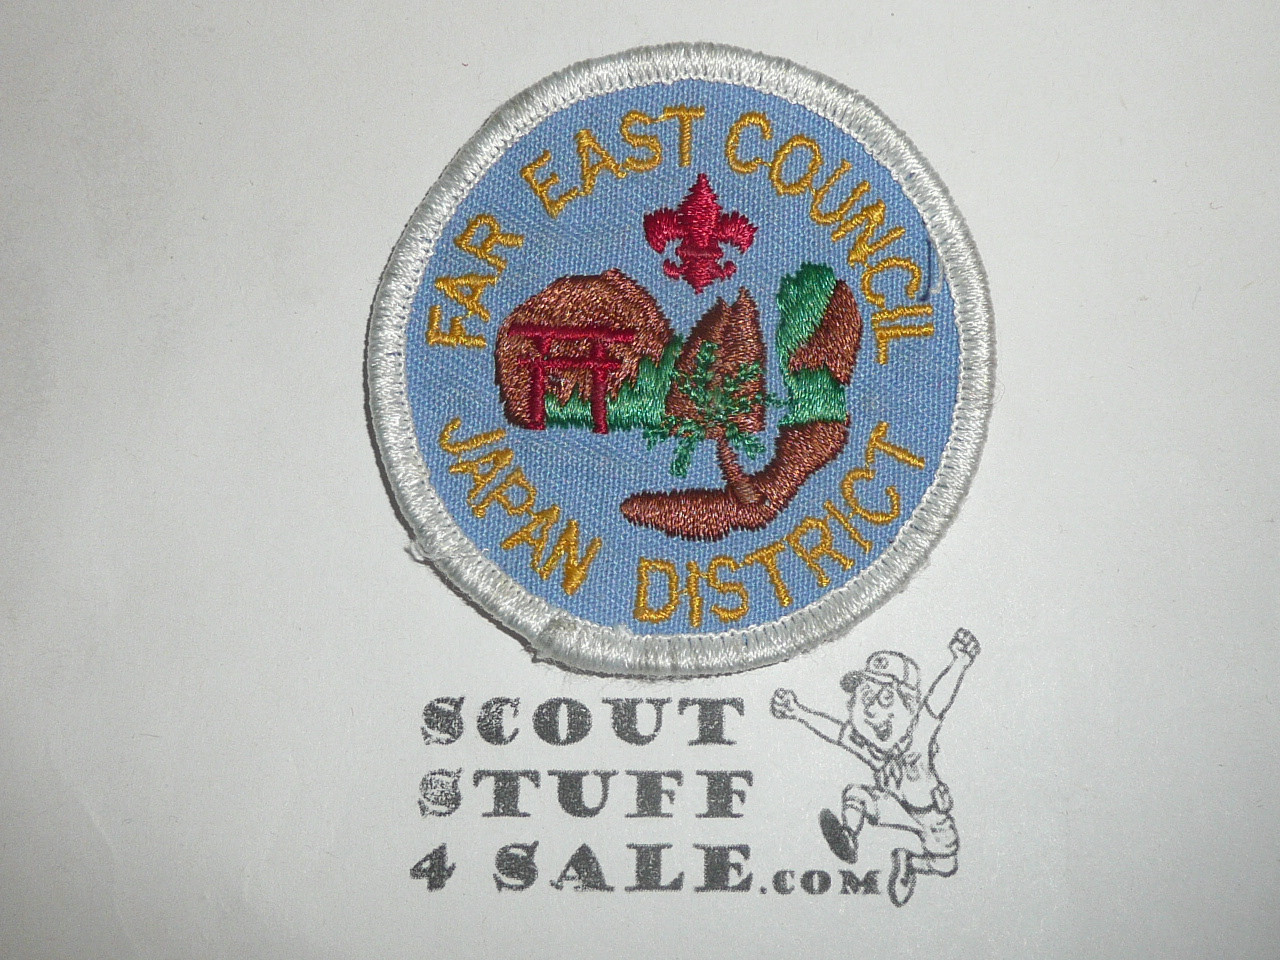 FAR EAST COUNCIL
JAPAN DISTRICT
SCOUT
STUFF
4 SALE.COM